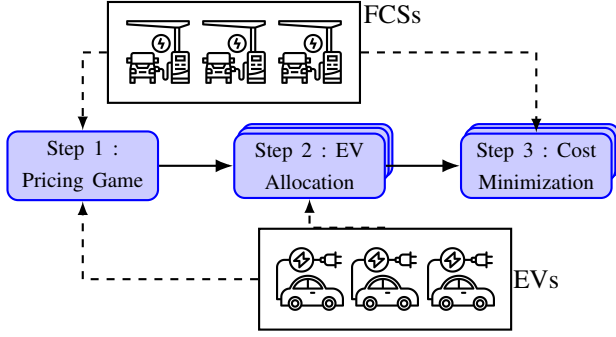 FCSs
Step 1 :
Pricing Game
Step 2 : EV
Allocation
Step 3 : Cost
Minimization
EVs